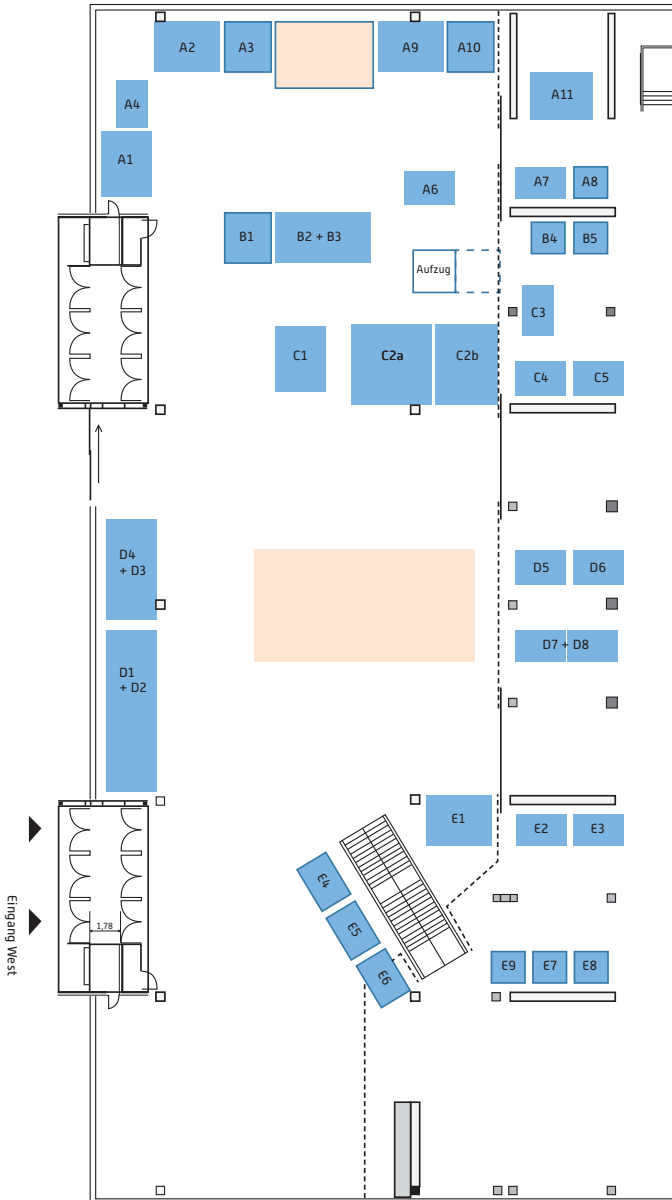 A2
A3
A9
A10
A11
A4
A1
A6
A7
A8
B1
B2 + B3
B4
B5
Aufzug
C3
C1
C2a
C2b
C4
C5
D4
+ D3
D5
D6
D7 + D8
D1
+ D2
E1
E2
E3
E4
E5
E6
E9
E7
E8
1,78
Eingang West